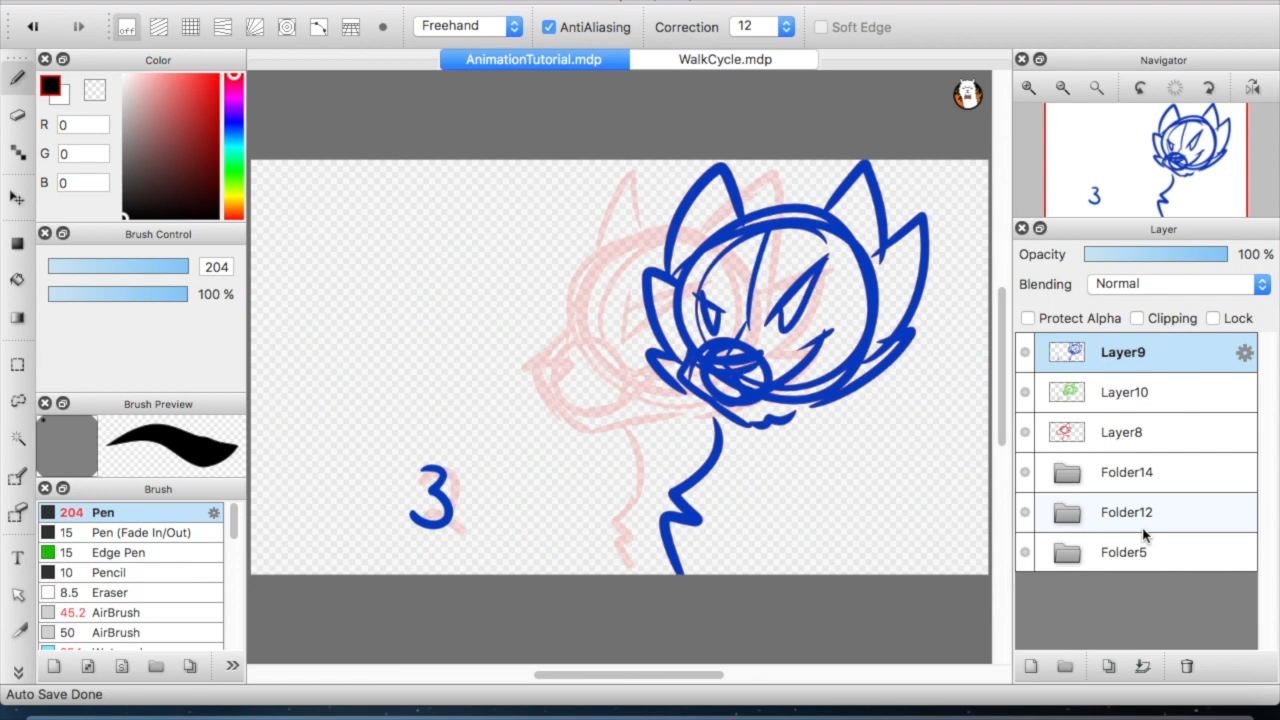 off
Freehand
AntiAliasing
Correction
12
Soft Edge
Color
AnimationTutorial.mdp
WalkCycle.mdp
Navigator
R 0
G 0
B 0
3
Brush Control
204
100 %
Layer
Opacity 100 %
Blending Normal
Protect Alpha Clipping Lock
Layer9
Layer10
Layer8
Folder14
Folder12
Folder5
Brush Preview
Brush
204 Pen
15 Pen (Fade In/Out)
15 Edge Pen
10 Pencil
8.5 Eraser
45.2 AirBrush
50 AirBrush
3
T
S
Auto Save Done